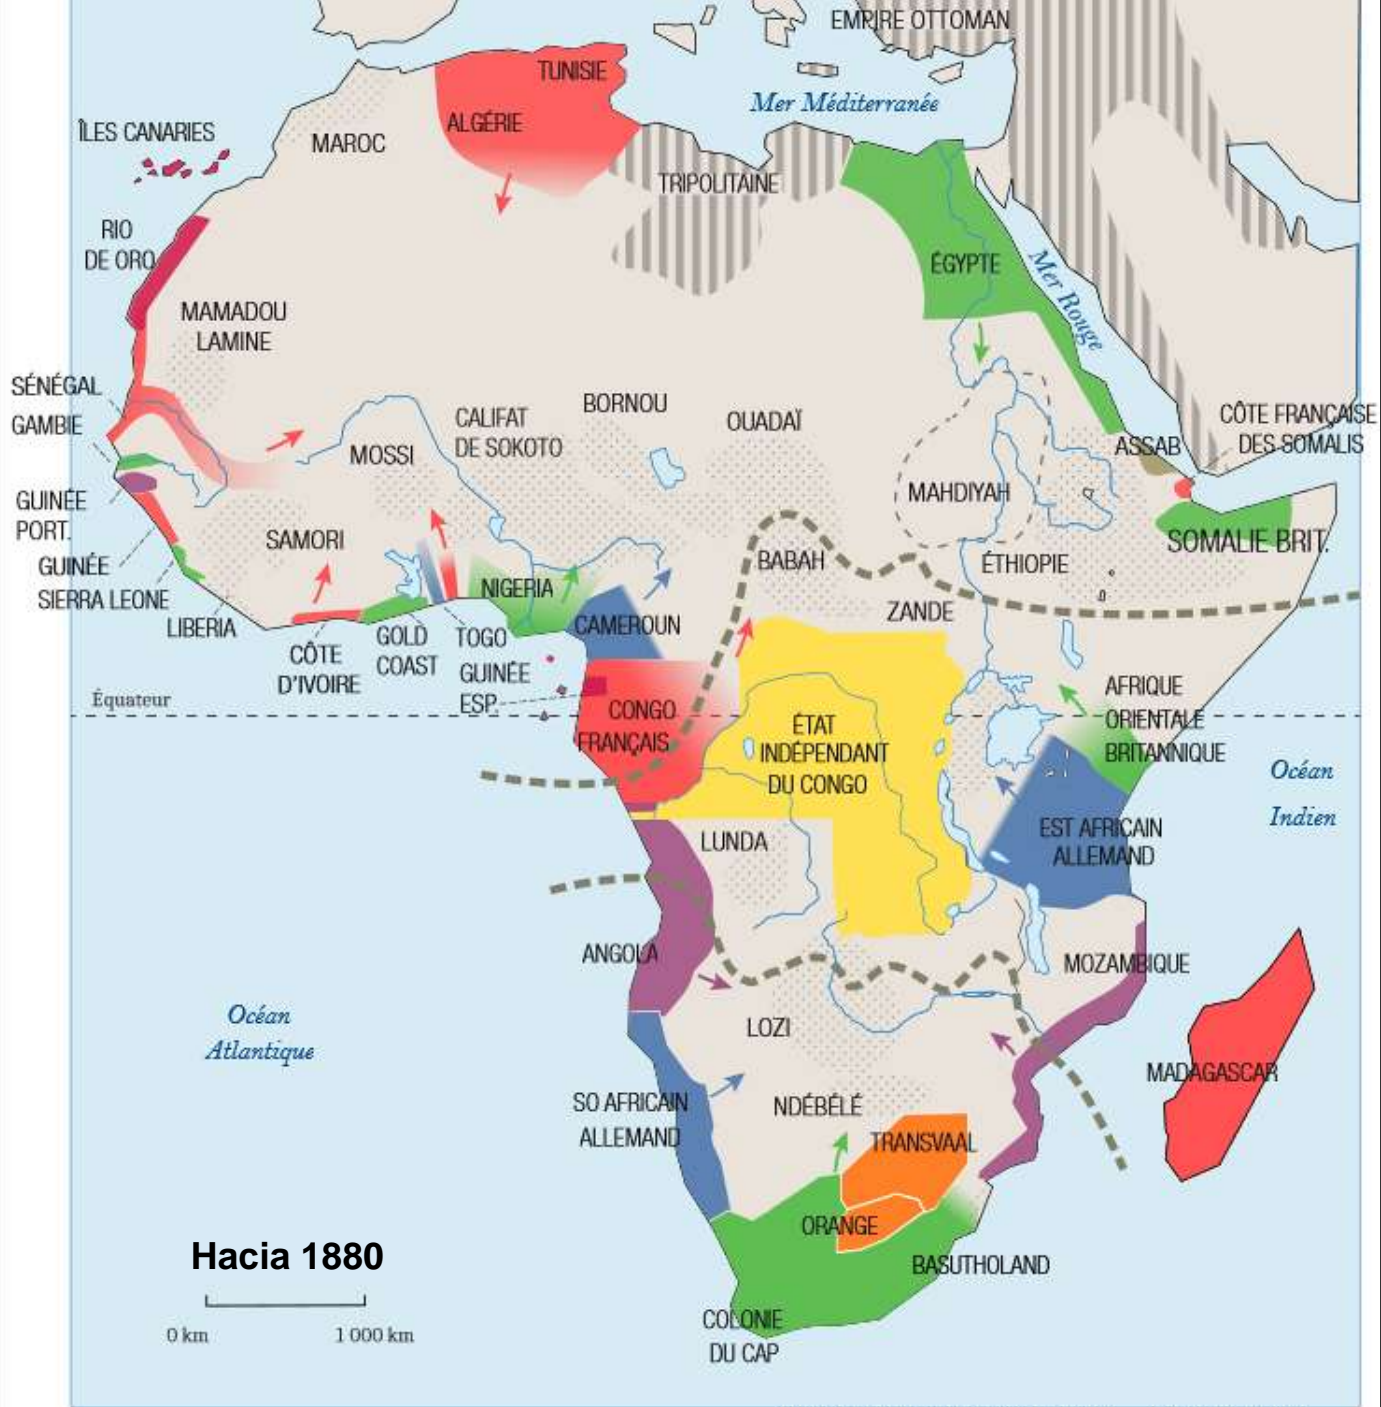 EMPIRE OTTOMAN
TUNISIE
Mer Méditerranée
ALGÉRIE
ÎLES CANARIES
MAROC
TRIPOLITAINE
RIO
DE ORO
ÉGYPTE
Mer Rouge
MAMADOU
LAMINE
SÉNÉGAL
GAMBIE
BORNOU
CALIFAT
DE SOKOTO
OUADAÏ
CÔTE FRANÇAISE
DES SOMALIS
ASSAB
MOSSI
MAHDIYAH
GUINÉE
PORT.
SAMORI
SOMALIE BRIT.
GUINÉE
BABAH
ÉTHIOPIE
NIGERIA
SIERRA LEONE
ZANDE
LIBERIA
CAMEROUN
GOLD
COAST
TOGO
CÔTE
D'IVOIRE
GUINÉE
ESP.
Équateur
CONGO
FRANÇAIS
AFRIQUE
ORIENTALE
BRITANNIQUE
ÉTAT
INDÉPENDANT
DU CONGO
Océan
Indien
EST AFRICAIN
ALLEMAND
LUNDA
ANGOLA
MOZAMBIQUE
Océan
Atlantique
LOZI
MADAGASCAR
SO AFRICAIN
ALLEMAND
NDÉBÉLÉ
TRANSVAAL
ORANGE
Hacia 1880
BASUTHOLAND
COLONIE
DU CAP
0 km 1 000 km